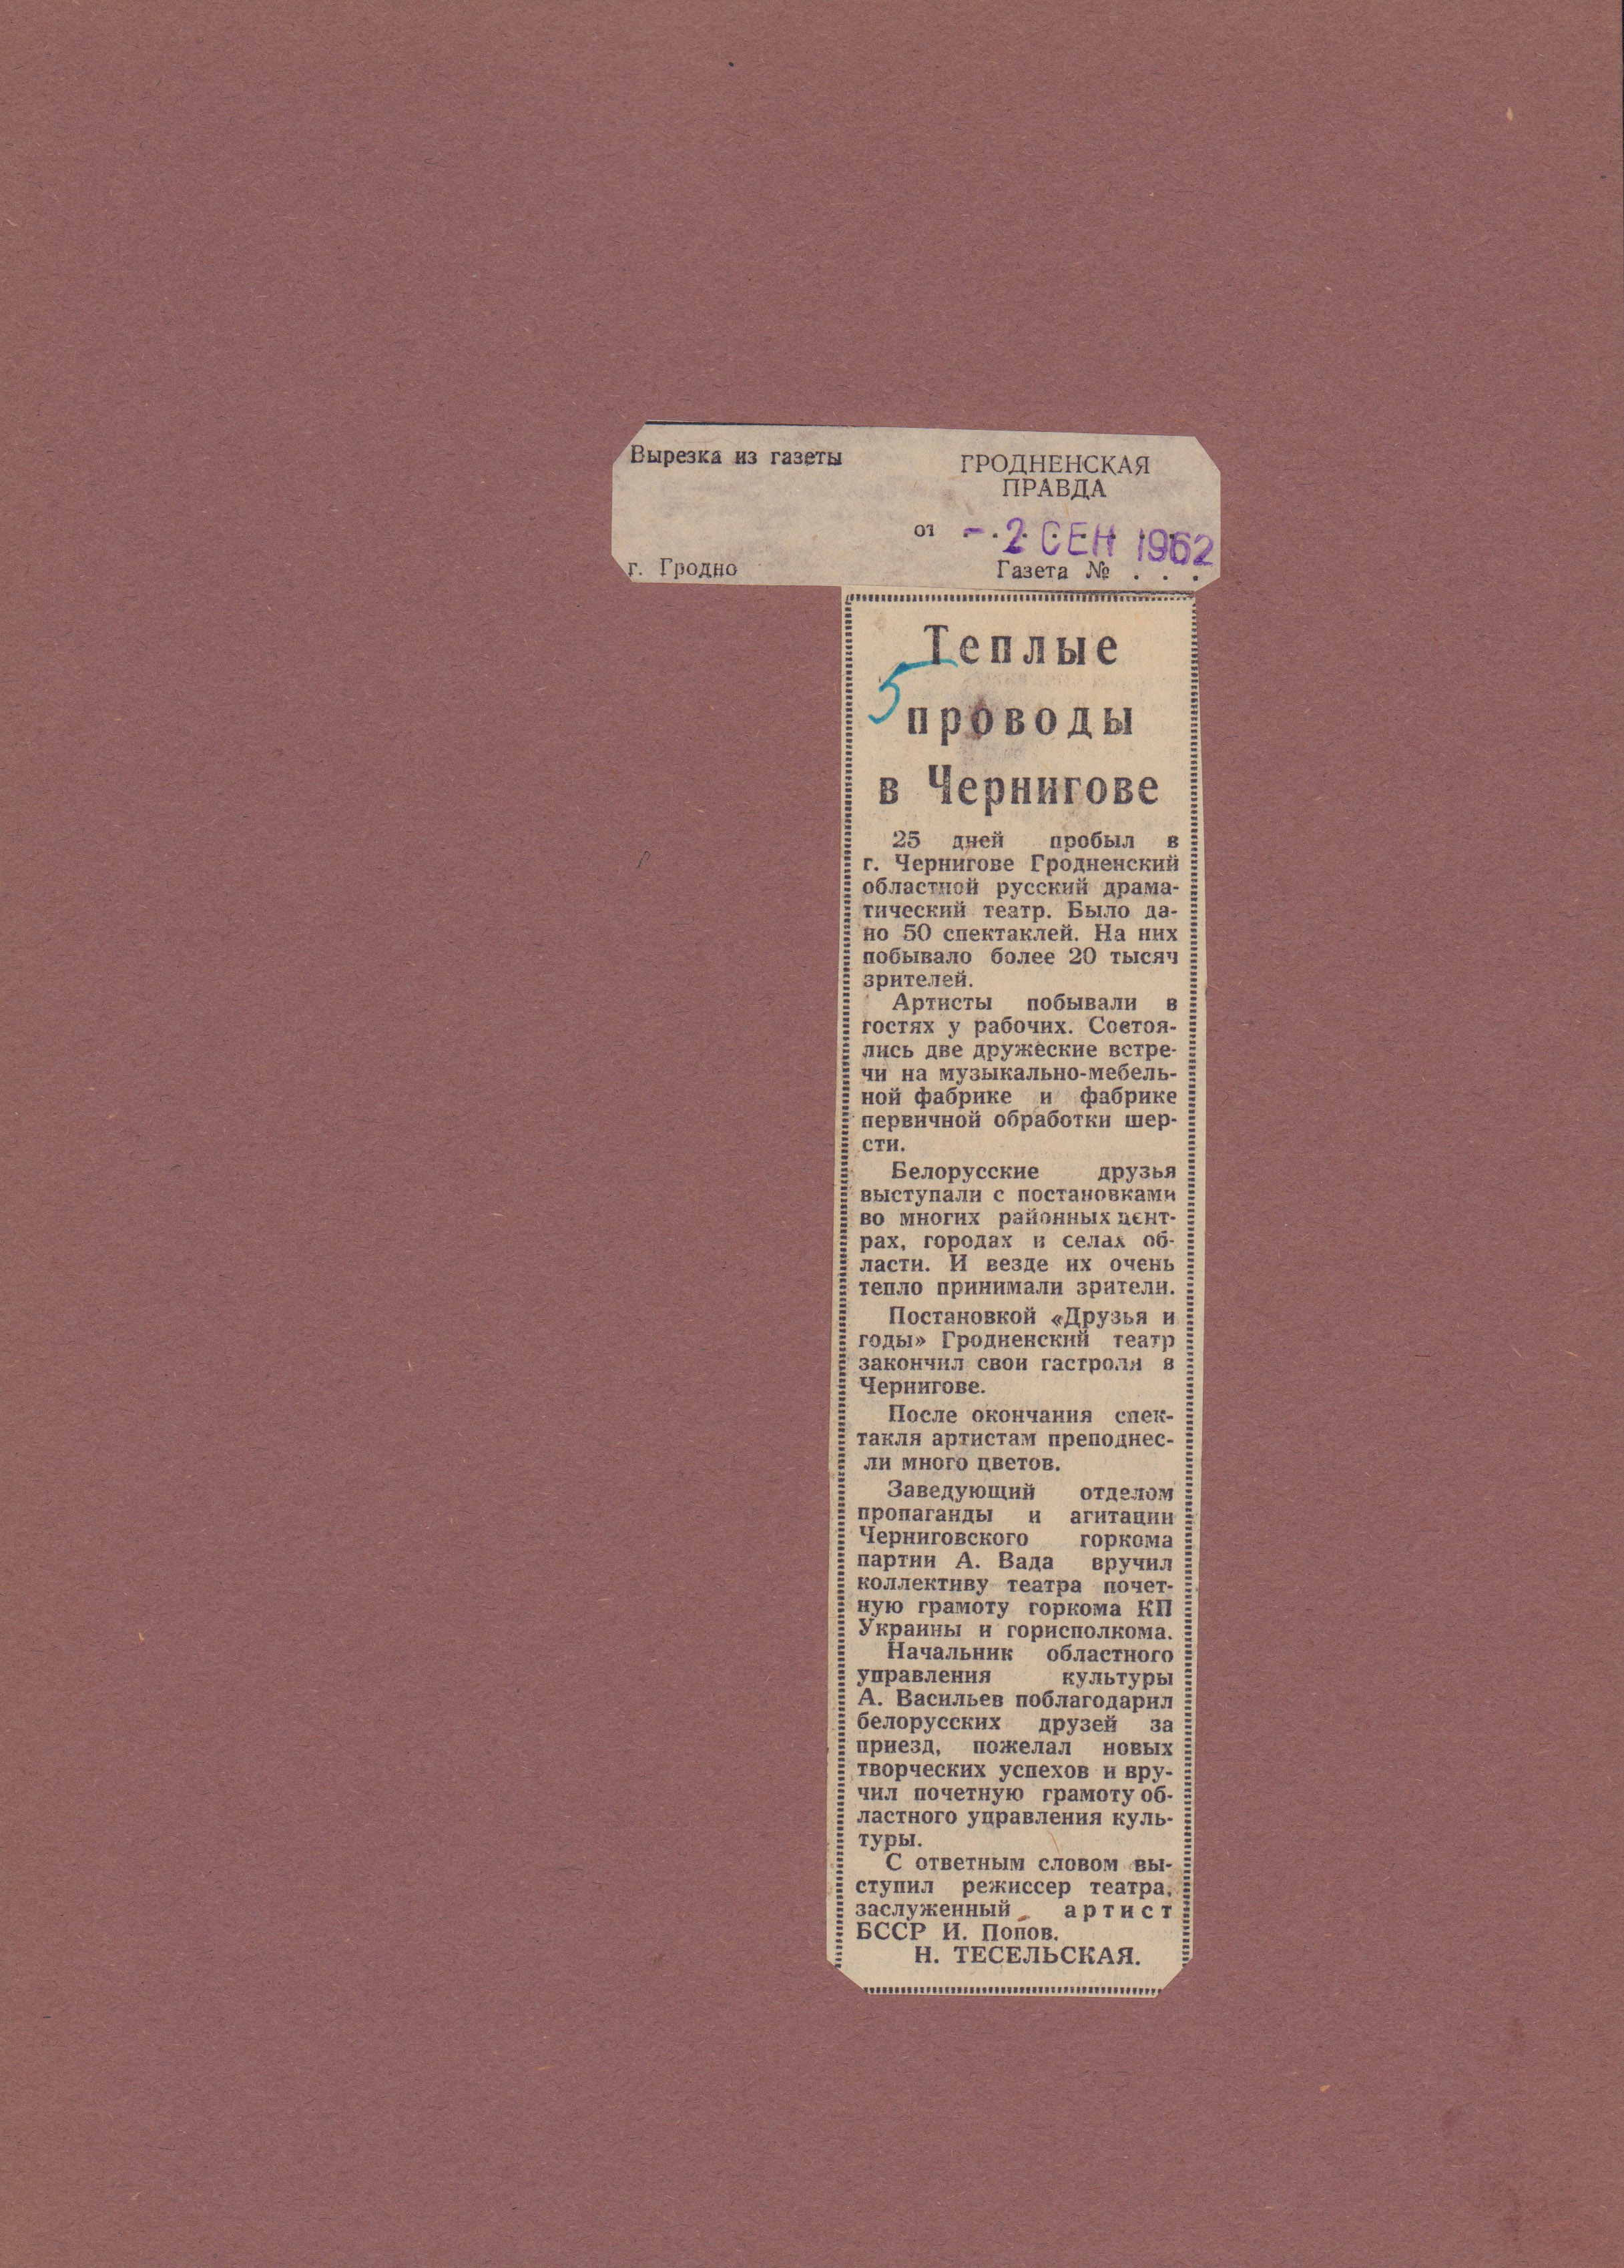 Вырезка из газеты
ГРОДНЕНСКАЯ
ПРАВДА
от - 2 СЕН 1962
г. Гродно
Газета № . . .
Теплые
5
проводы
в Чернигове
25 дней пробыл в
г. Чернигове Гродненский
областной русский драма-
тический театр. Было да-
но 50 спектаклей. На них
побывало более 20 тысяч
зрителей.
Артисты побывали в
гостях у рабочих. Состоя-
лись две дружеские встре-
чи на музыкально-мебель-
ной фабрике и фабрике
первичной обработки шер-
сти.
Белорусские друзья
выступали с постановками
во многих районных цент-
рах, городах и селах об-
ласти. И везде их очень
тепло принимали зрители.
Постановкой «Друзья и
годы» Гродненский театр
закончил свои гастроли в
Чернигове.
После окончания спек-
такля артистам преподнес-
ли много цветов.
Заведующий отделом
пропаганды и агитации
Черниговского горкома
партии А. Вада вручил
коллективу театра почет-
ную грамоту горкома КП
Украины и горисполкома.
Начальник областного
управления культуры
А. Васильев поблагодарил
белорусских друзей за
приезд, пожелал новых
творческих успехов и вру-
чил почетную грамоту об-
ластного управления куль-
туры.
С ответным словом вы-
ступил режиссер театра,
заслуженный артист
БССР И. Попов.
Н. ТЕСЕЛЬСКАЯ.